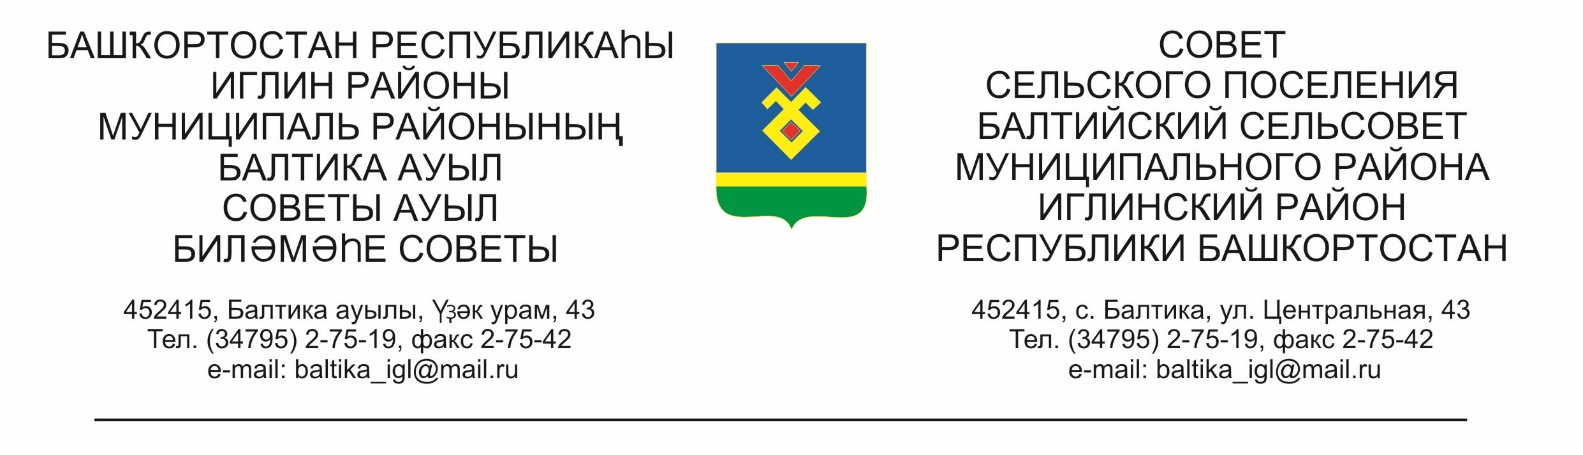 БАШҠОРТОСТАН РЕСПУБЛИКАҺЫ
ИГЛИН РАЙОНЫ
МУНИЦИПАЛЬ РАЙОНЫНЫҢ
БАЛТИКА АУЫЛ
СОВЕТЫ АУЫЛ
БИЛӘМӘҺЕ СОВЕТЫ
452415, Балтика ауылы, Үҙәк урам, 43
Тел. (34795) 2-75-19, факс 2-75-42
e-mail: baltika_igl@mail.ru
СОВЕТ
СЕЛЬСКОГО ПОСЕЛЕНИЯ
БАЛТИЙСКИЙ СЕЛЬСОВЕТ
МУНИЦИПАЛЬНОГО РАЙОНА
ИГЛИНСКИЙ РАЙОН
РЕСПУБЛИКИ БАШКОРТОСТАН
452415, с. Балтика, ул. Центральная, 43
Тел. (34795) 2-75-19, факс 2-75-42
e-mail: baltika_igl@mail.ru